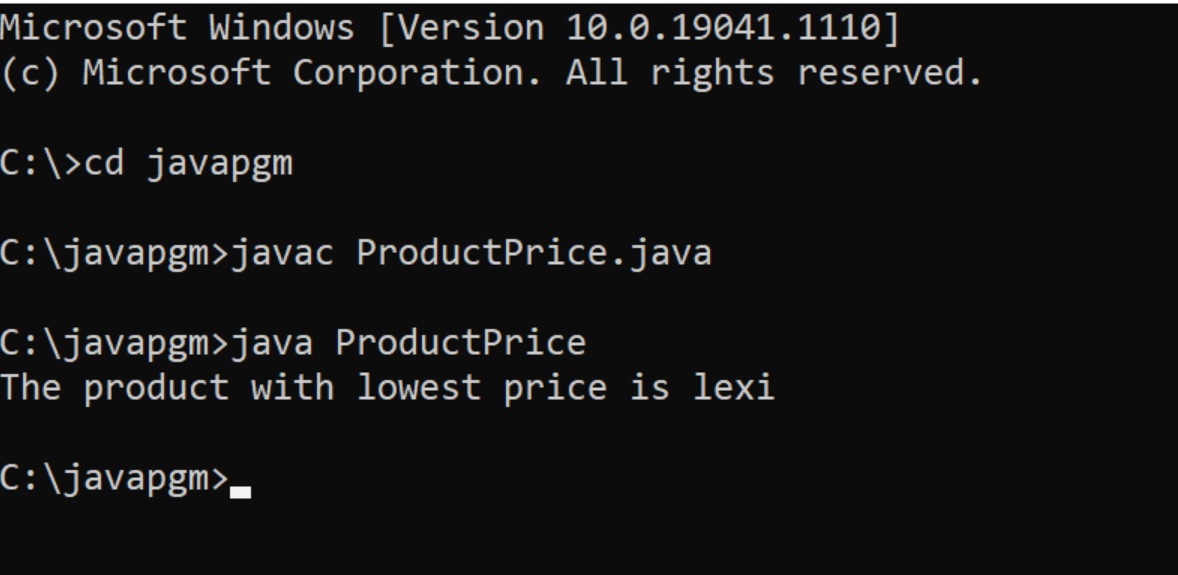 Microsoft Windows [Version 10.0.19041.1110]
(c) Microsoft Corporation. All rights reserved.
C:\>cd javapgm
C:\javapgm>javac ProductPrice.java
C:\javapgm>java ProductPrice
The product with lowest price is lexi
C:\javapgm>